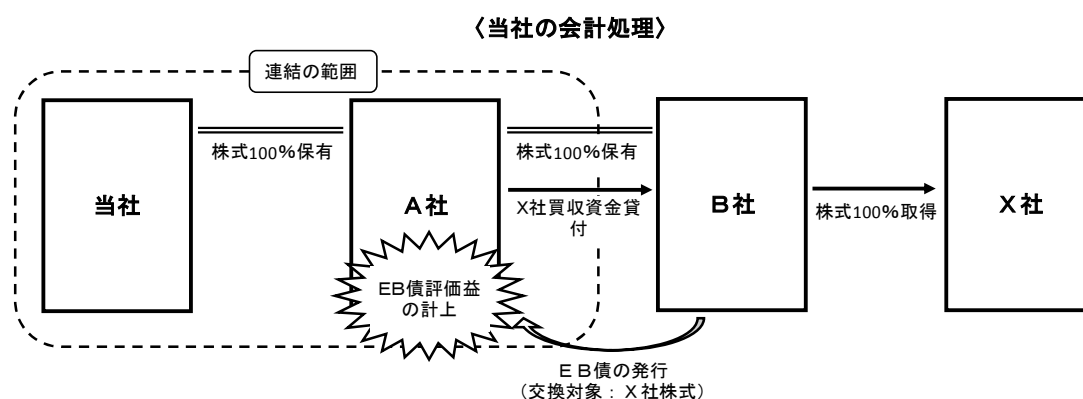 〈当社の会計処理〉
連結の範囲
株式100%保有
株式100%保有
当社
A社
X社買収資金貸
付
B社
株式100%取得
X社
EB債評価益
の計上
EB債の発行
(交換対象：X社株式)